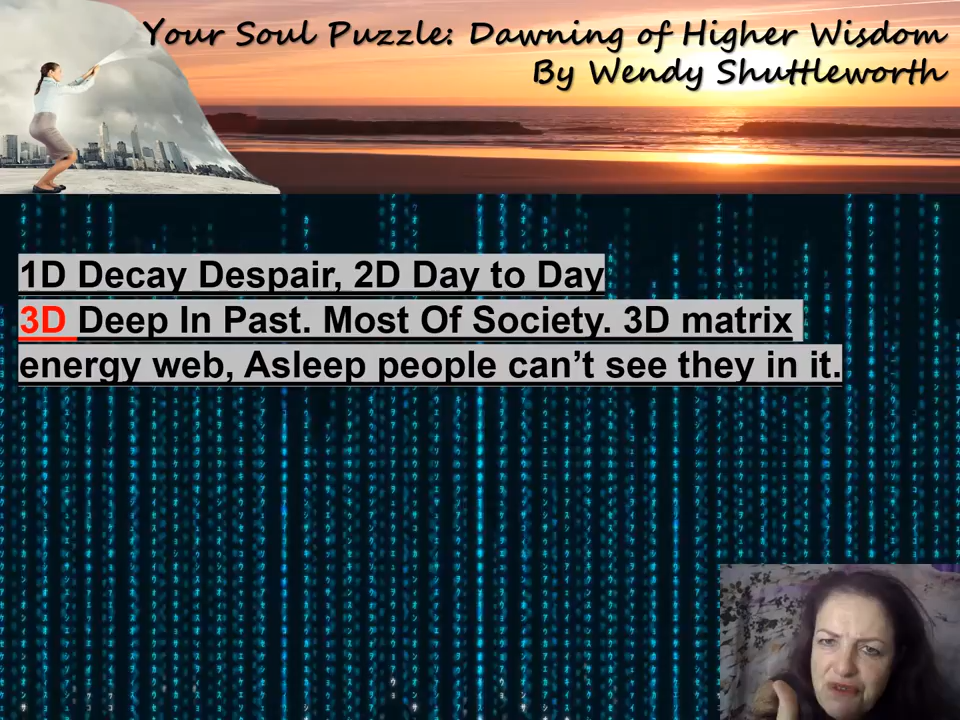 Your Soul Puzzle: Dawning of Higher Wisdom
By Wendy Shuttleworth
1D Decay Despair, 2D Day to Day
3D Deep In Past. Most Of Society. 3D matrix
energy web, Asleep people can’t see they in it.